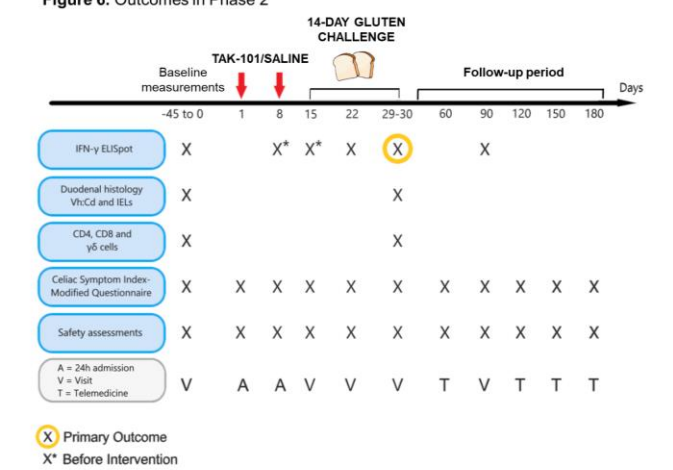 Figure 6. Outcomes in Phase 2
14-DAY GLUTEN
CHALLENGE
TAK-101/SALINE
Baseline
measurements
Follow-up period
Days
-45 to 0 1 8 15 22 29-30 60 90 120 150 180
IFN-γ ELISpot X X* X* X X X
Duodenal histology
Vh:Cd and IELs X X
CD4, CD8 and
γδ cells X X
Celiac Symptom Index-
Modified Questionnaire X X X X X X X X X X X
Safety assessments X X X X X X X X X X X
A = 24h admission
V = Visit
T = Telemedicine
V A A V V V T V T T T
X Primary Outcome
X* Before Intervention